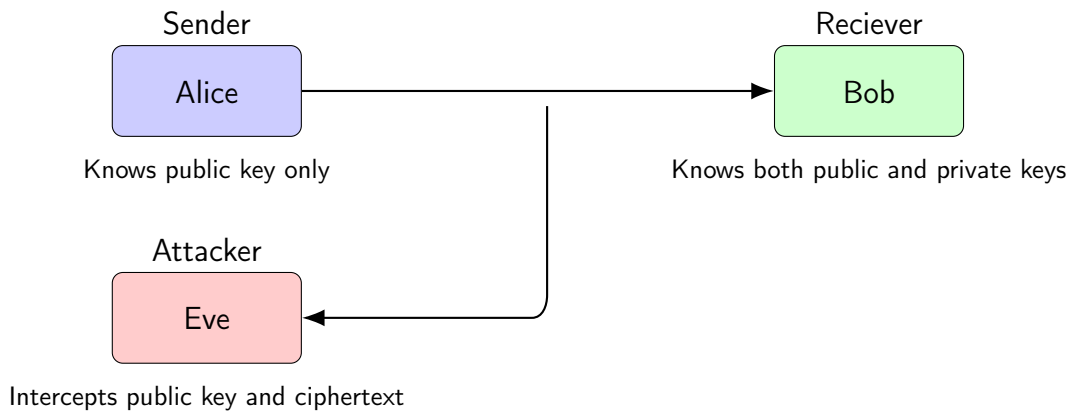 Sender
Reciever
Alice
Bob
Knows public key only
Knows both public and private keys
Attacker
Eve
Intercepts public key and ciphertext